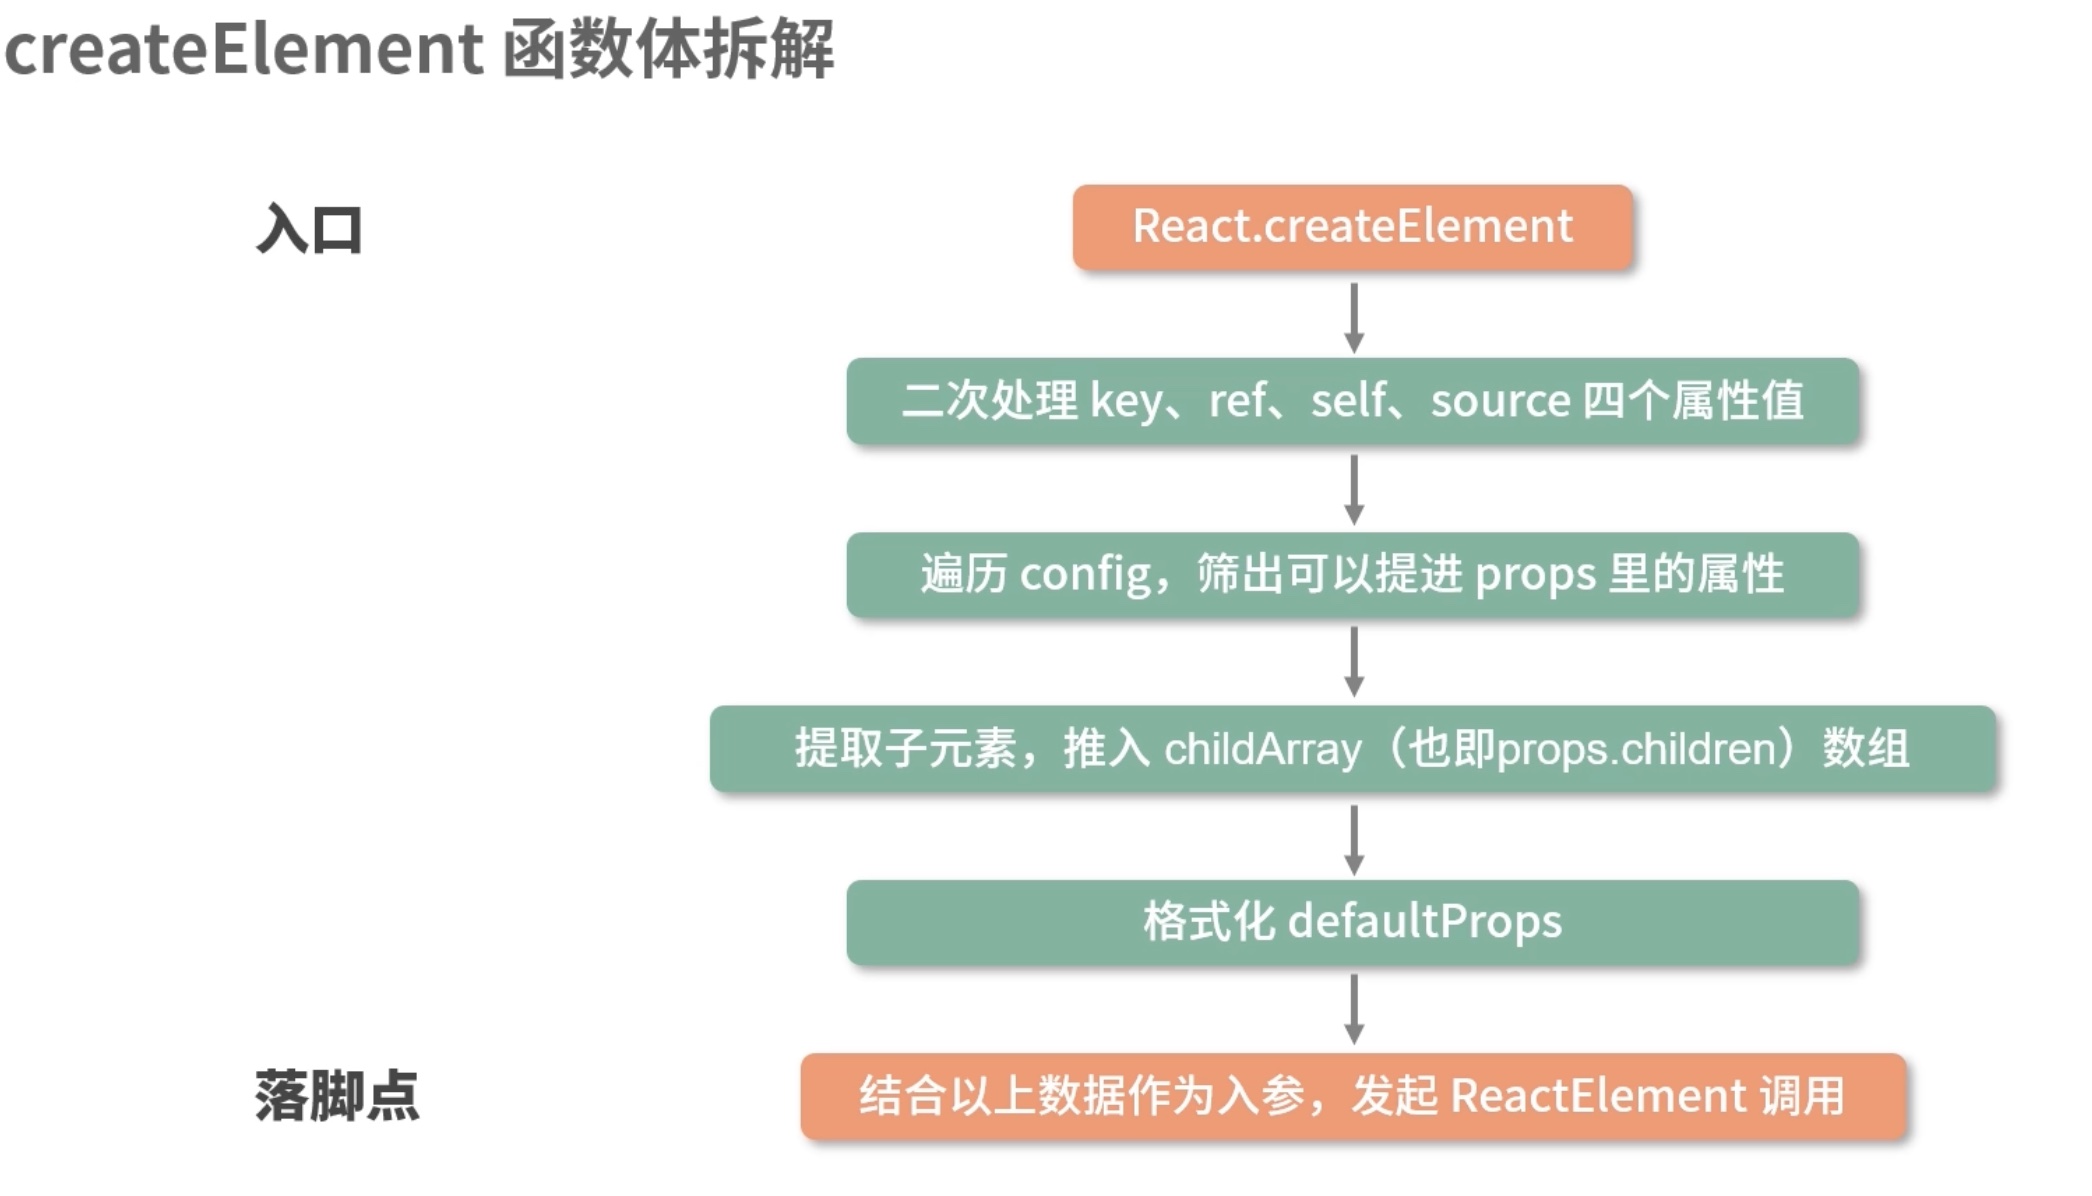 createElement 函数体拆解
入口
React.createElement
二次处理 key、ref、self、source 四个属性值
遍历 config，筛出可以提进 props 里的属性
提取子元素，推入 childArray（也即props.children）数组
格式化 defaultProps
落脚点
结合以上数据作为入参，发起 ReactElement 调用